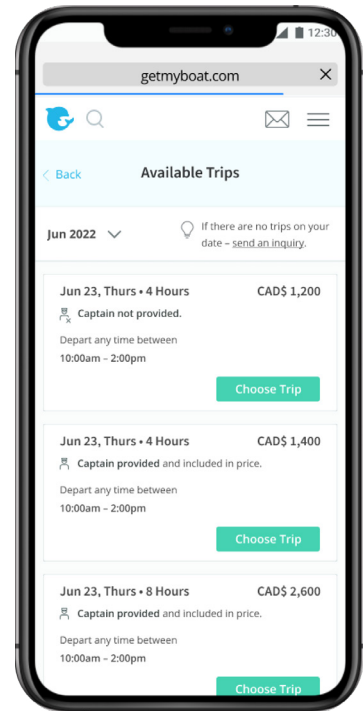 12:30
getmyboat.com
Back
Available Trips
Jun 2022
If there are no trips on your
date – send an inquiry.
Jun 23, Thurs • 4 Hours CAD$ 1,200
Captain not provided.
Depart any time between
10:00am – 2:00pm
Choose Trip
Jun 23, Thurs • 4 Hours CAD$ 1,400
Captain provided and included in price.
Depart any time between
10:00am – 2:00pm
Choose Trip
Jun 23, Thurs • 8 Hours CAD$ 2,600
Captain provided and included in price.
Depart any time between
10:00am – 2:00pm
Choose Trip